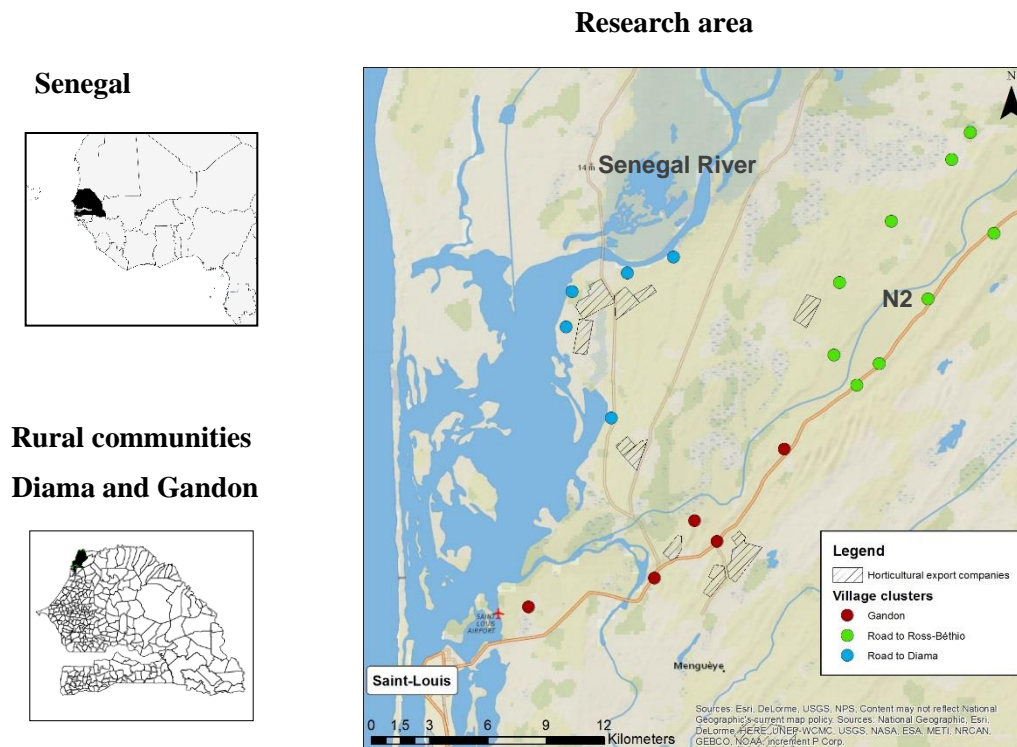 Research area
Senegal
N
14 m
Senegal River
N2
Rural communities
Diama and Gandon
Legend
Horticultural export companies
Village clusters
Gandon
Road to Ross-Béthio
Road to Diama
SAINT
LOUIS
AIRPORT
Menguèye
Saint-Louis
0 1,5 3 6 9 12
Kilometers
Sources: Esri, DeLorme, USGS, NPS; Content may not reflect National
Geographic's current map policy. Sources: National Geographic, Esri,
DeLorme, HERE, UNEP-WCMC, USGS, NASA, ESA, METI, NRCAN,
GEBCO, NOAA, increment P Corp.